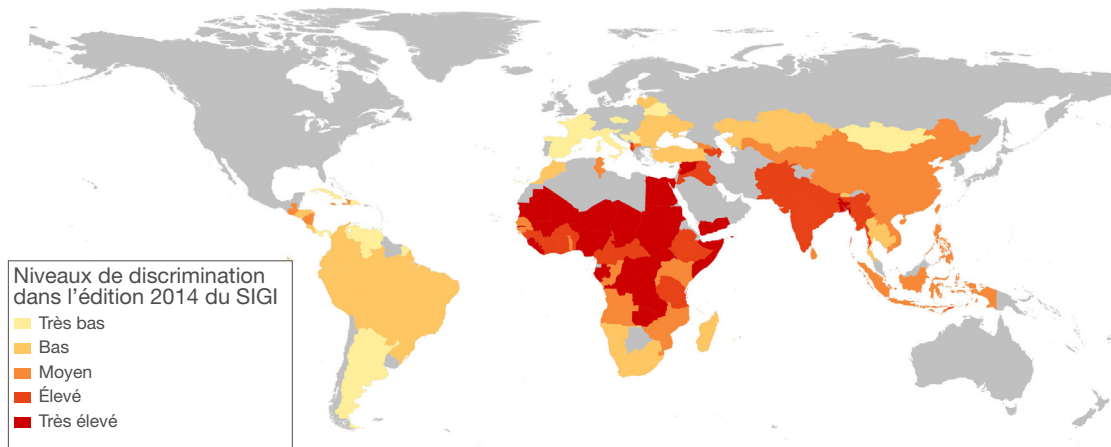 Niveaux de discrimination
dans l'édition 2014 du SIGI
Très bas
Bas
Moyen
Élevé
Très élevé